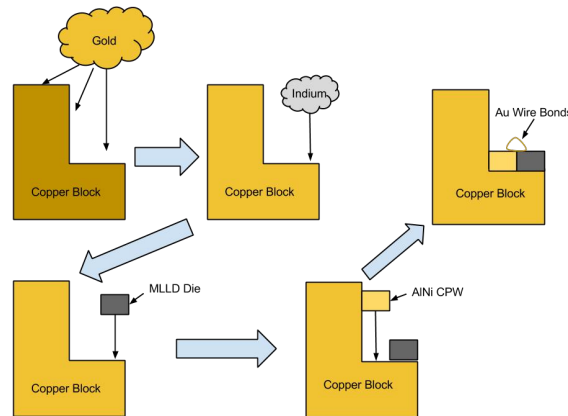 Gold
Indium
Au Wire Bonds
Copper Block
Copper Block
Copper Block
MLLD Die
AlNi CPW
Copper Block
Copper Block